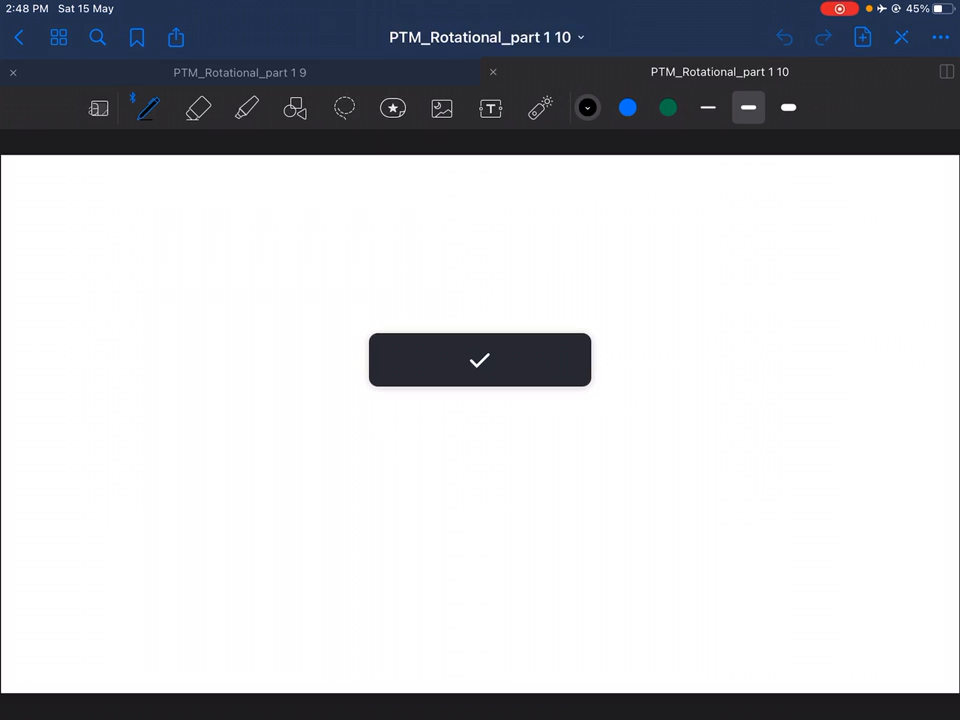 2:48 PM Sat 15 May
45%
PTM_Rotational_part 1 10
PTM_Rotational_part 1 9
PTM_Rotational_part 1 10
T